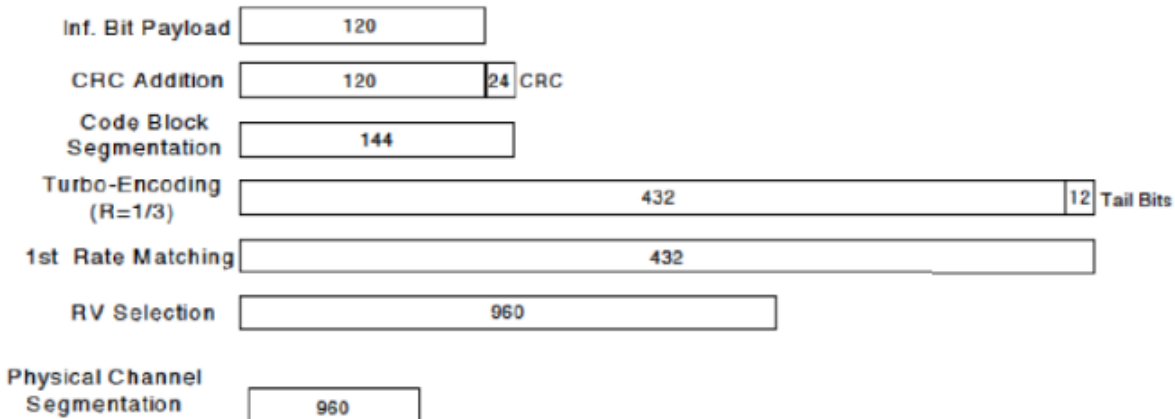 Inf. Bit Payload 120
CRC Addition 120 24 CRC
Code Block
Segmentation 144
Turbo-Encoding
(R=1/3) 432 12 Tail Bits
1st Rate Matching 432
RV Selection 960
Physical Channel
Segmentation 960